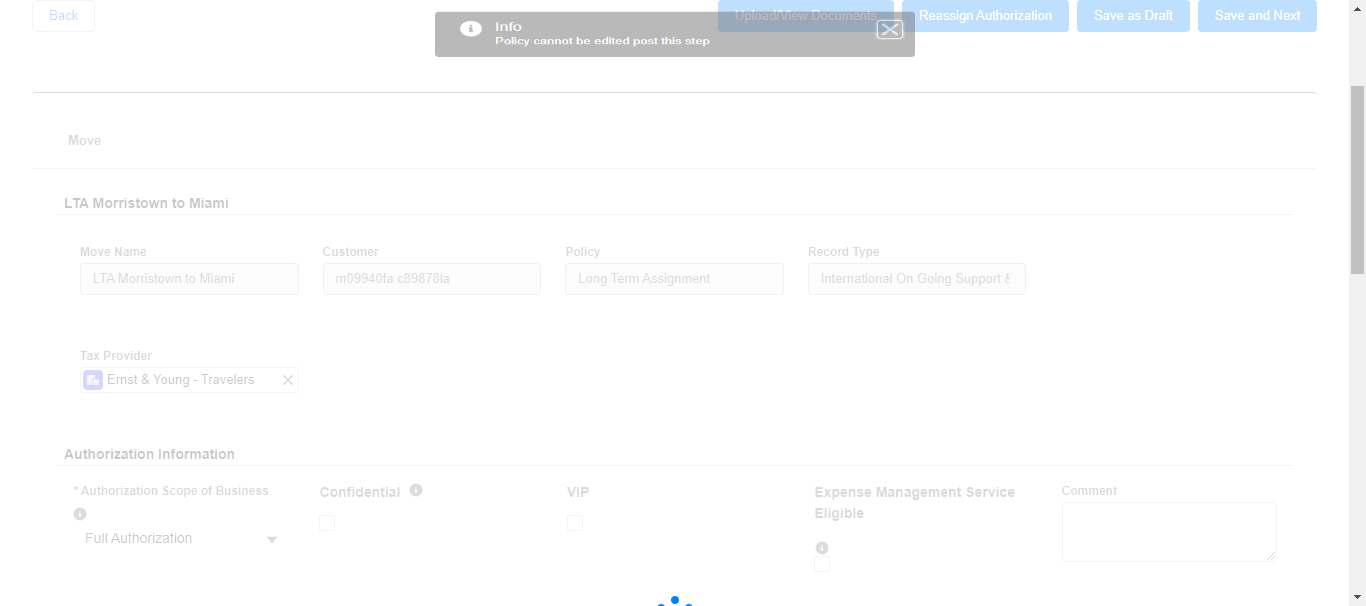 Back
Upload/View Documents
Reassign Authorization
Save as Draft
Save and Next
Info
Policy cannot be edited post this step
Move
LTA Morristown to Miami
Move Name
Customer
Policy
Record Type
LTA Morristown to Miami
m09940fa c89878la
Long Term Assignment
International On Going Support &
Tax Provider
Ernst & Young - Travelers
Authorization Information
*Authorization Scope of Business
Confidential
VIP
Expense Management Service
Eligible
Comment
Full Authorization